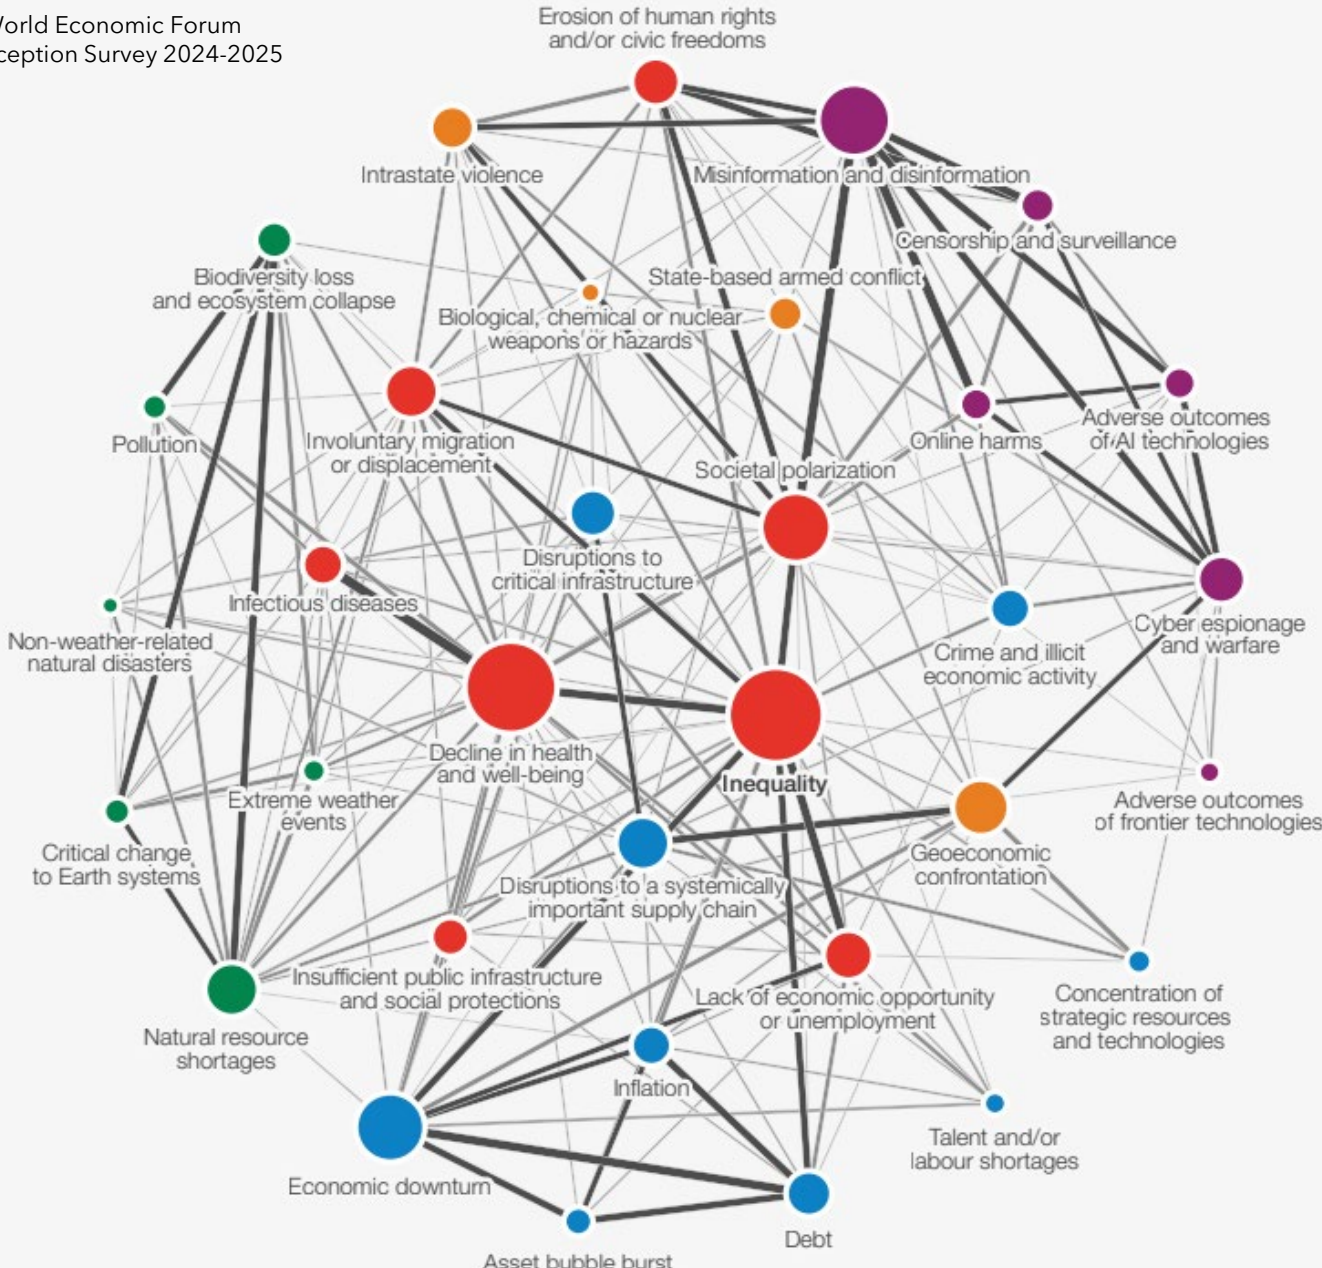 World Economic Forum
ception Survey 2024-2025
Erosion of human rights
and/or civic freedoms
Intrastate violence
Misinformation and disinformation
Censorship and surveillance
Biodiversity loss
and ecosystem collapse
State-based armed conflict
Biological, chemical or nuclear
weapons or hazards
Pollution
Involuntary migration
or displacement
Online harms
Adverse outcomes
of AI technologies
Societal polarization
Disruptions to
critical infrastructure
Infectious diseases
Non-weather-related
natural disasters
Cyber espionage
and warfare
Crime and illicit
economic activity
Decline in health
and well-being
Inequality
Extreme weather
events
Adverse outcomes
of frontier technologies
Critical change
to Earth systems
Geoeconomic
confrontation
Disruptions to a systemically
important supply chain
Insufficient public infrastructure
and social protections
Lack of economic opportunity
or unemployment
Concentration of
strategic resources
and technologies
Natural resource
shortages
Inflation
Talent and/or
labour shortages
Economic downturn
Debt
Asset bubble burst